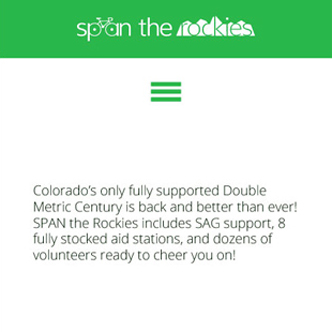 span the rockies
Colorado's only fully supported Double
Metric Century is back and better than ever!
SPAN the Rockies includes SAG support, 8
fully stocked aid stations, and dozens of
volunteers ready to cheer you on!